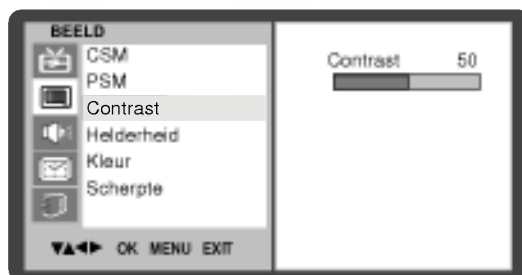 BEELD
CSM
PSM
Contrast
Helderheid
Kleur
Scherpte
▼▲◄► OK MENU EXIT
Contrast 50